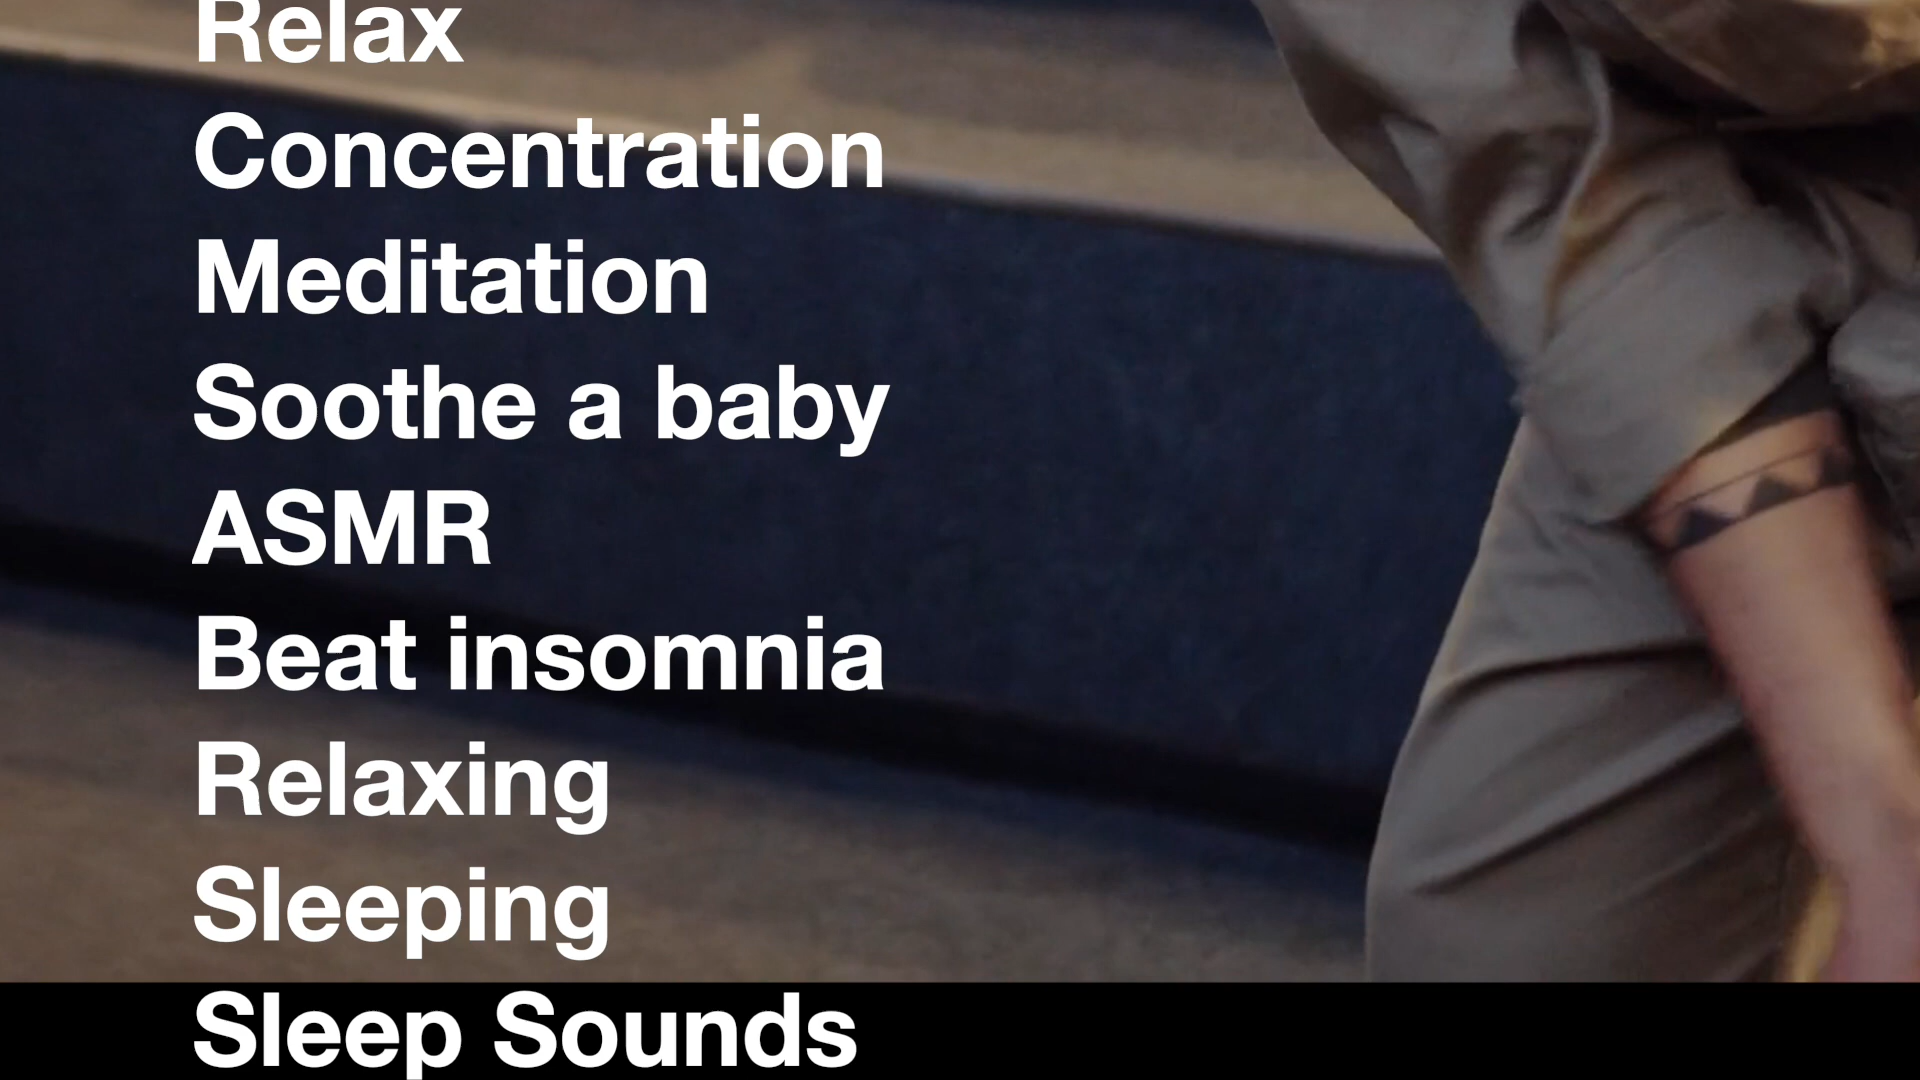 Relax
Concentration
Meditation
Soothe a baby
ASMR
Beat insomnia
Relaxing
Sleeping
Sleep Sounds